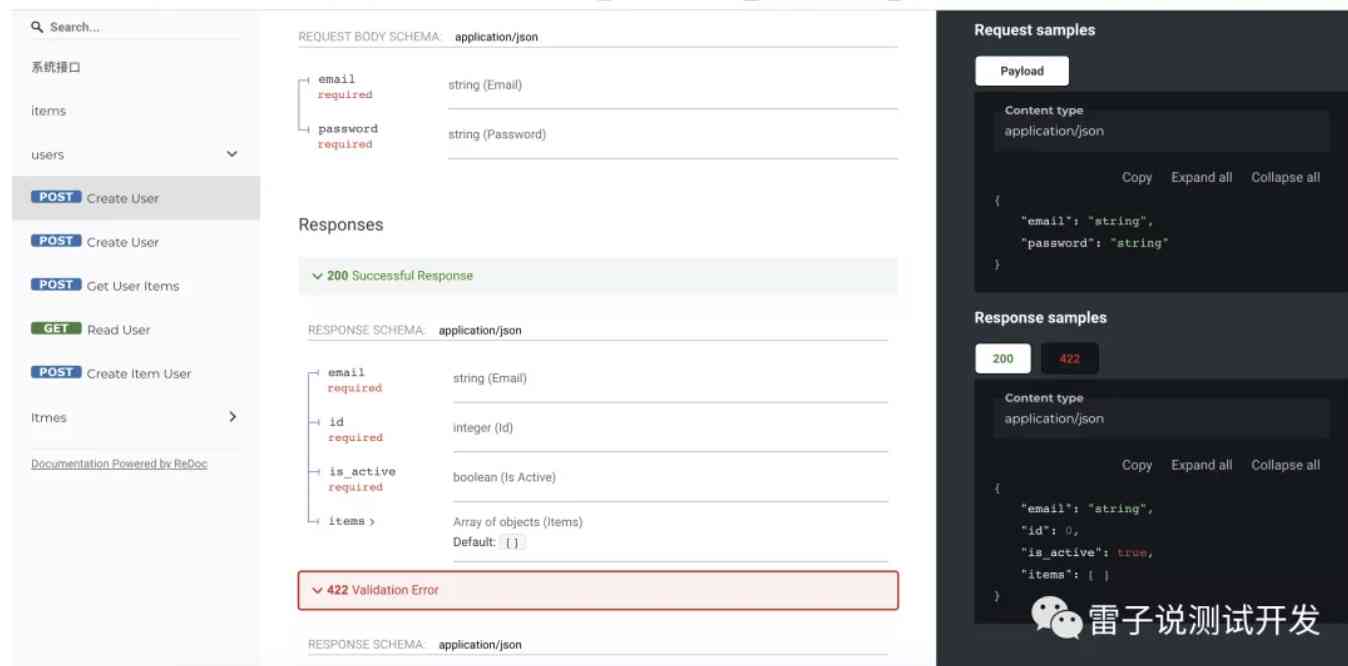 Search...
系统接口
items
users
POST Create User
POST Create User
POST Get User Items
GET Read User
POST Create Item User
Itmes
Documentation Powered by ReDoc
REQUEST BODY SCHEMA: application/json
email
required
string (Email)
password
required
string (Password)
Responses
200 Successful Response
RESPONSE SCHEMA: application/json
email
required
string (Email)
id
required
integer (Id)
is_active
required
boolean (Is Active)
items
Array of objects (Items)
Default: [ ]
422 Validation Error
RESPONSE SCHEMA: application/json
Request samples
Payload
Content type
application/json
Copy Expand all Collapse all
{
"email": "string",
"password": "string"
}
Response samples
200 422
Content type
application/json
Copy Expand all Collapse all
{
"email": "string",
"id": 0,
"is_active": true,
"items": [ ]
}
雷子说测试开发